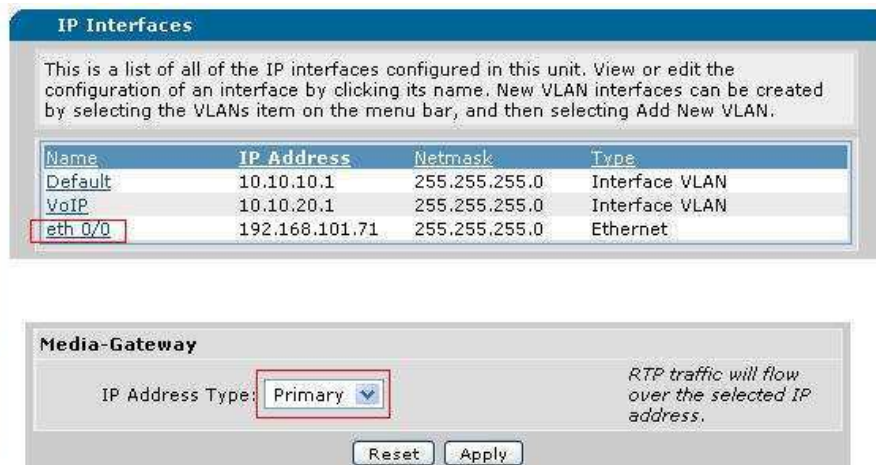 IP Interfaces
This is a list of all of the IP interfaces configured in this unit. View or edit the
configuration of an interface by clicking its name. New VLAN interfaces can be created
by selecting the VLANs item on the menu bar, and then selecting Add New VLAN.
Name IP Address Netmask Type
Default 10.10.10.1 255.255.255.0 Interface VLAN
VoIP 10.10.20.1 255.255.255.0 Interface VLAN
eth 0/0 192.168.101.71 255.255.255.0 Ethernet
Media-Gateway
IP Address Type: Primary
RTP traffic will flow
over the selected IP
address.
Reset Apply